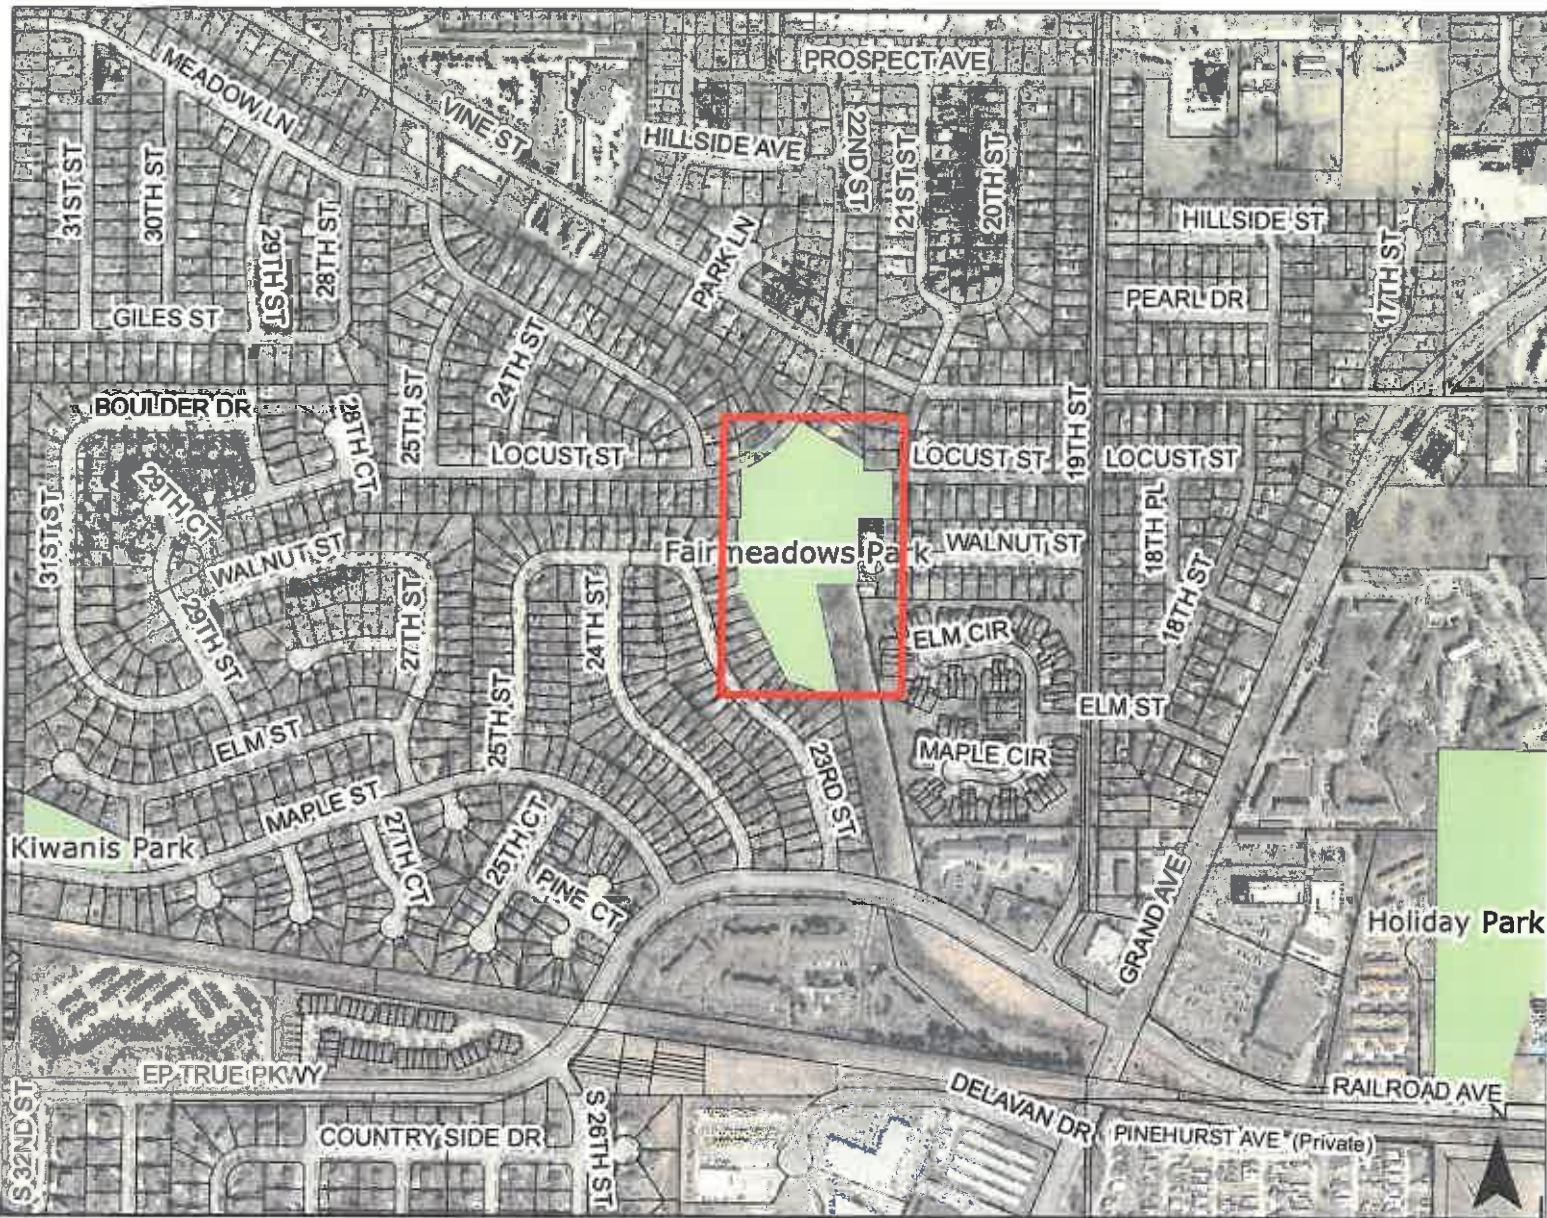 PROSPECT AVE
MEADOW LN
VINE ST
HILLSIDE AVE
22ND ST
21ST ST
20TH ST
31ST ST
30TH ST
29TH ST
28TH ST
HILLSIDE ST
17TH ST
PARK LN
PEARL DR
GILES ST
24TH ST
25TH ST
BOULDER DR
28TH CT
19TH ST
LOCUST ST
LOCUST ST
LOCUST ST
29TH CT
31ST ST
18TH PL
WALNUT ST
Fairmeadows Park
WALNUT ST
27TH ST
24TH ST
18TH ST
29TH ST
ELM CIR
25TH ST
ELM ST
ELM ST
MAPLE CIR
23RD ST
MAPLE ST
Kiwanis Park
27TH CT
25TH CT
PINE CT
GRAND AVE
Holiday Park
EP TRUE PKWY
S 32ND ST
S 26TH ST
DELAVAN DR
RAILROAD AVE
COUNTRY SIDE DR
PINEHURST AVE (Private)